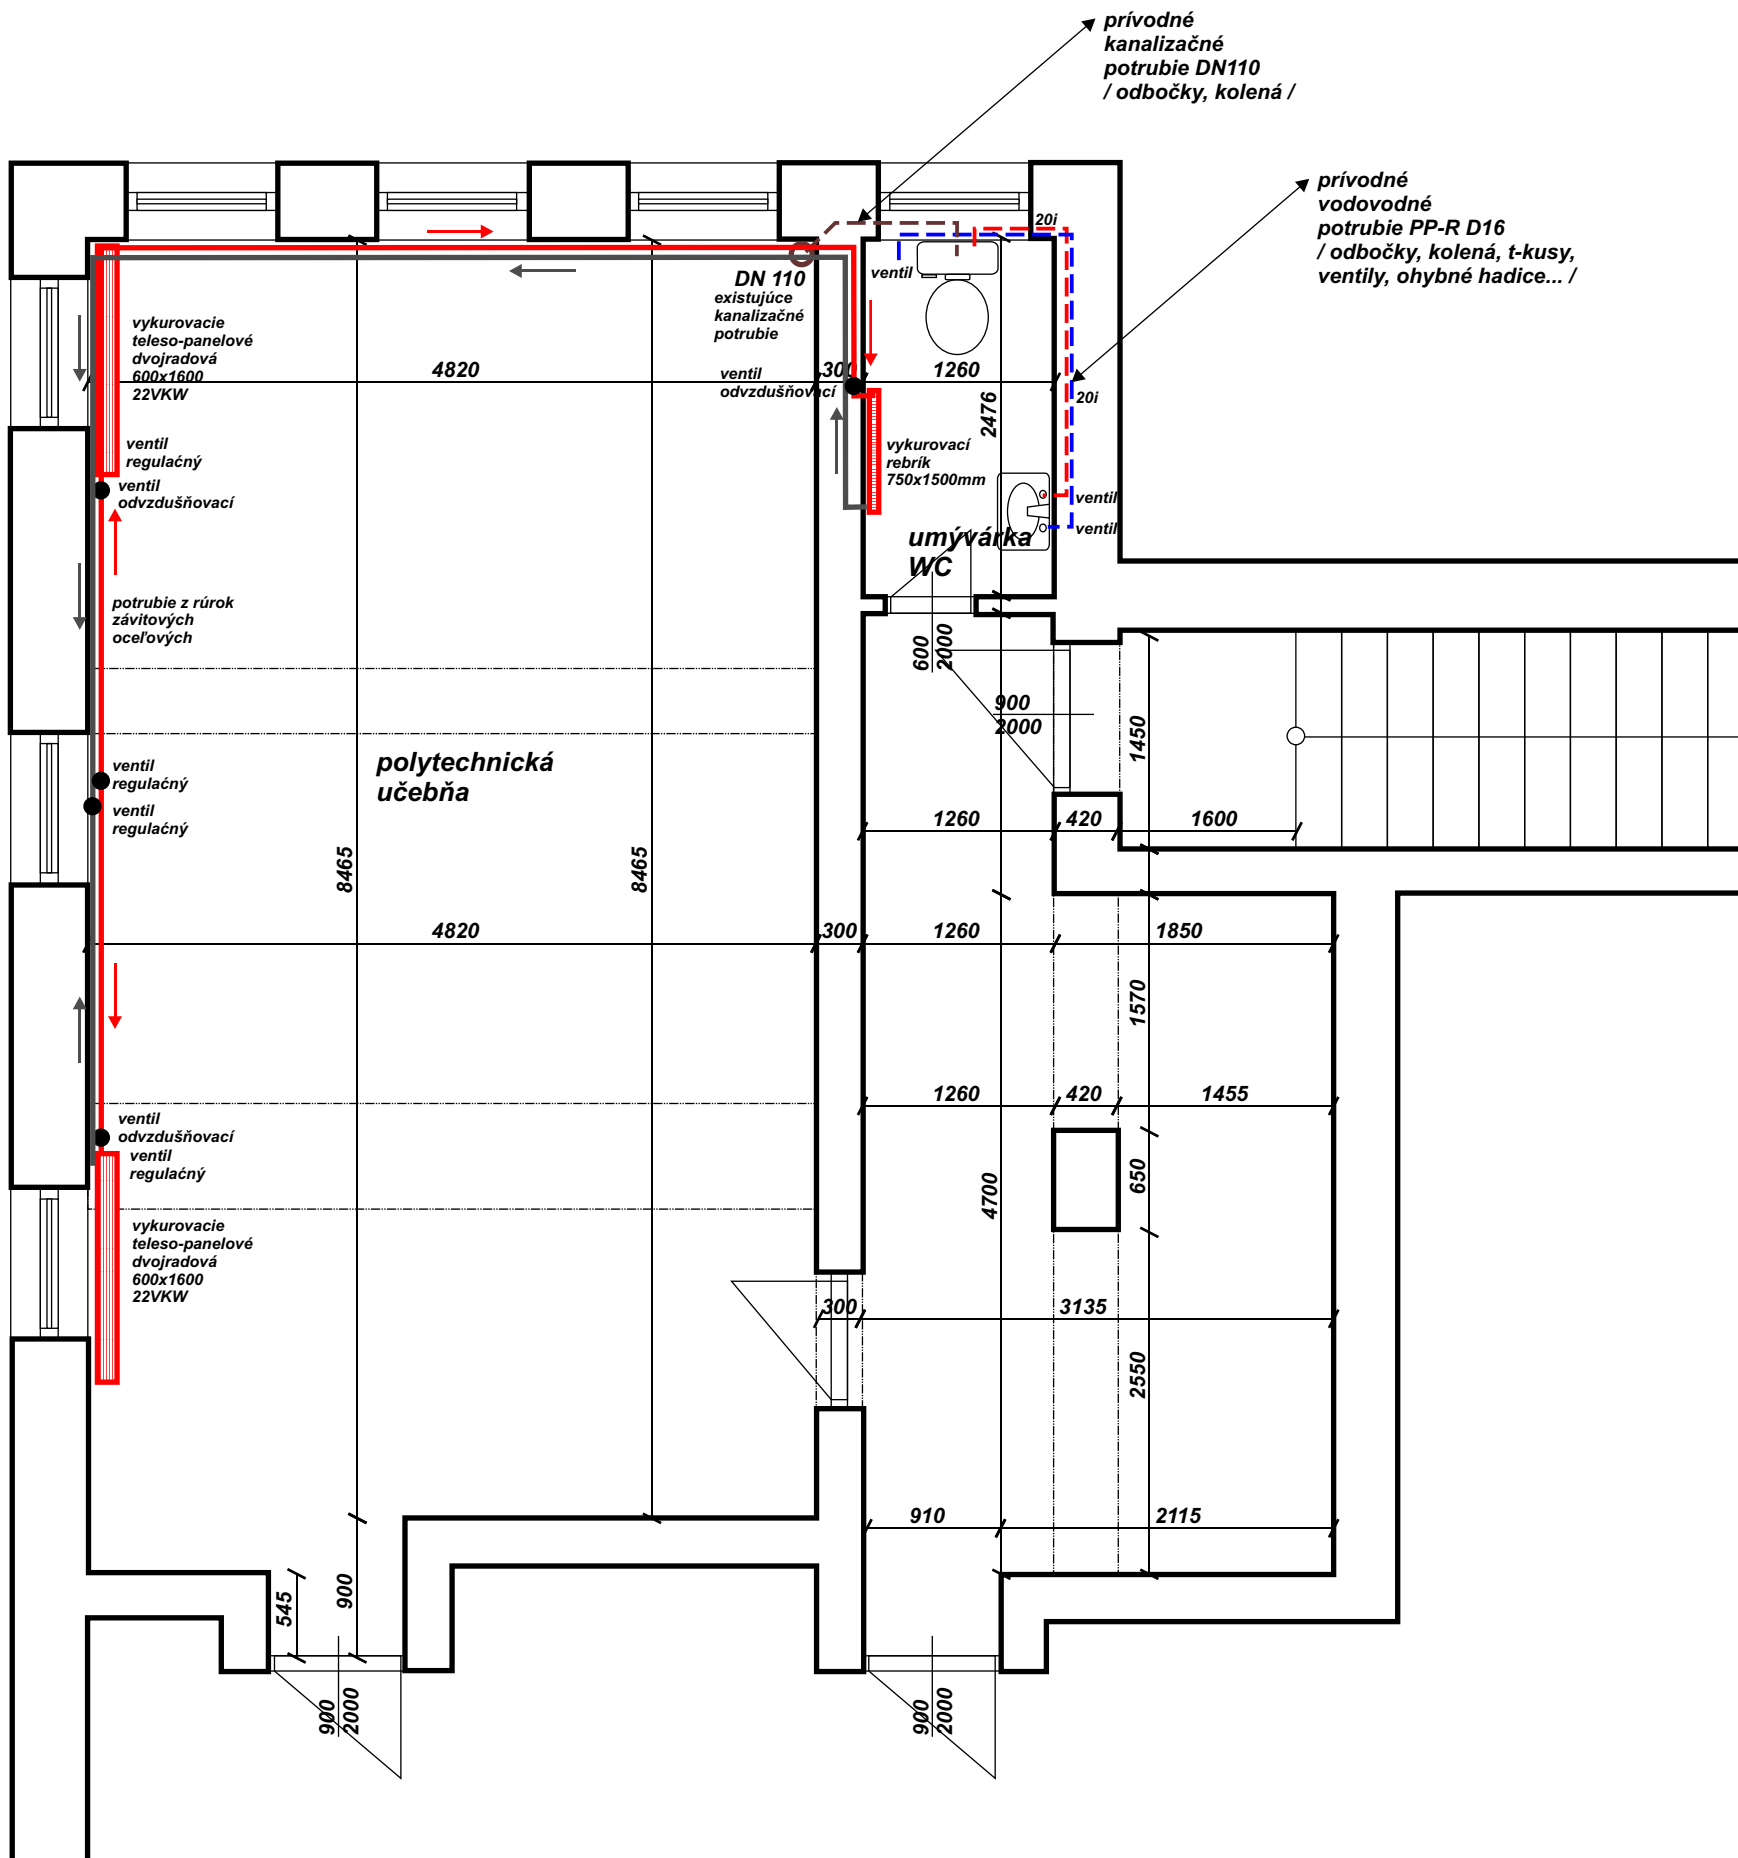 prívodné
kanalizačné
potrubie DN110
/ odbočky, kolená /
prívodné
vodovodné
potrubie PP-R D16
/ odbočky, kolená, t-kusy,
ventily, ohybné hadice... /
20i
ventil
DN 110
existujúce
kanalizačné
potrubie
vykurovacie
teleso-panelové
dvojradová
600x1600
22VKW
4820
300
1260
ventil
odvzdušňovací
20i
2476
ventil
regulaćný
vykurovací
rebrík
750x1500mm
ventil
odvzdušňovací
ventil
ventil
umývárka
WC
potrubie z rúrok
závitových
oceľových
600
2000
900
2000
1450
polytechnická
učebňa
ventil
regulaćný
ventil
regulaćný
1260
420
1600
8465
8465
4820
300
1260
1850
1570
1260
420
1455
ventil
odvzdušňovací
ventil
regulaćný
4700
650
vykurovacie
teleso-panelové
dvojradová
600x1600
22VKW
300
3135
2550
910
2115
545
900
900
2000
900
2000